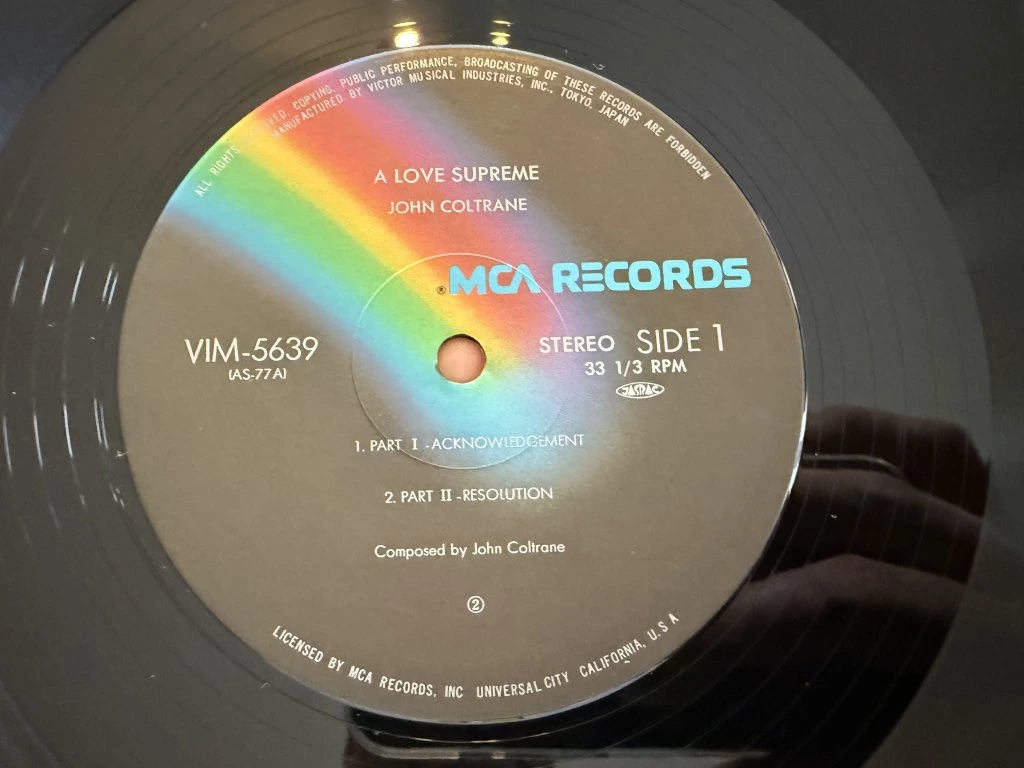 ALL RIGHTS COPYING, PUBLIC PERFORMANCE, BROADCASTING OF THESE RECORDS ARE FORBIDDEN
MANUFACTURED BY VICTOR MUSICAL INDUSTRIES, INC., TOKYO, JAPAN
A LOVE SUPREME
JOHN COLTRANE
® MCA RECORDS
VIM-5639
(AS-77A)
STEREO SIDE 1
33 1/3 RPM
JASRAC
1. PART I -ACKNOWLEDGEMENT
2. PART II -RESOLUTION
Composed by John Coltrane
②
LICENSED BY MCA RECORDS, INC UNIVERSAL CITY CALIFORNIA, U.S.A